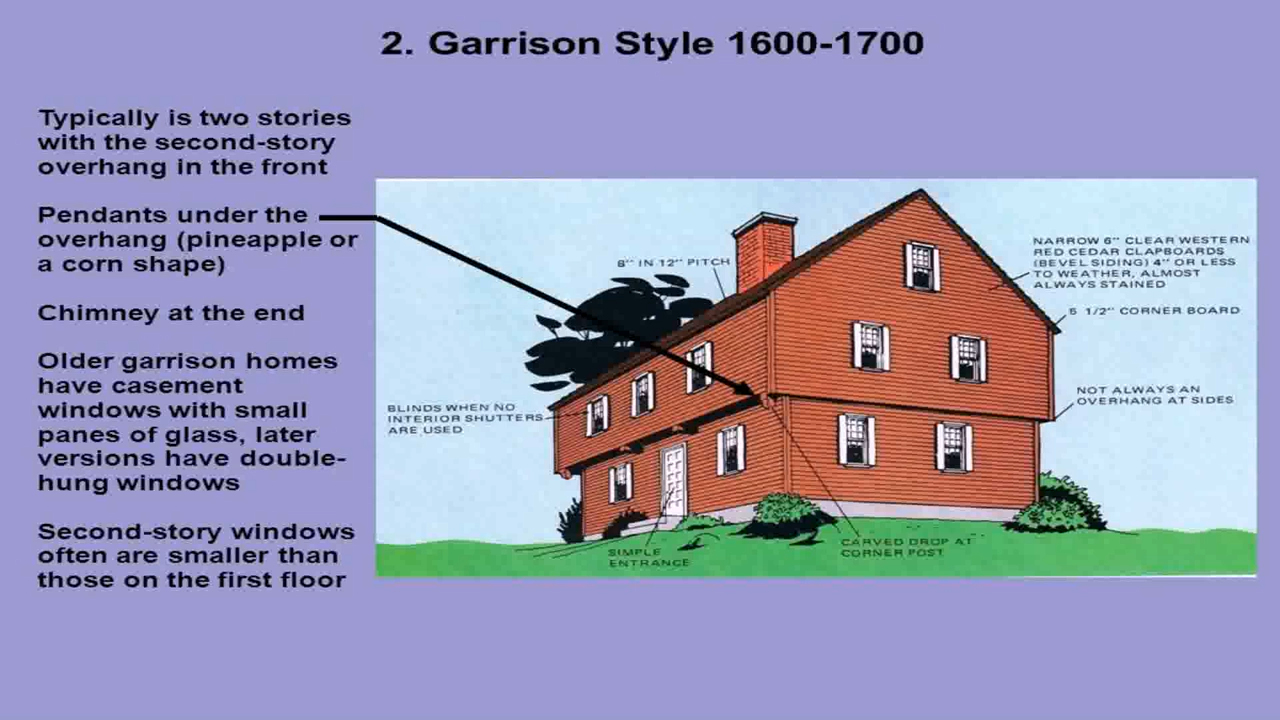 2. Garrison Style 1600-1700
Typically is two stories
with the second-story
overhang in the front
Pendants under the
overhang (pineapple or
a corn shape)
Chimney at the end
Older garrison homes
have casement
windows with small
panes of glass, later
versions have double-
hung windows
Second-story windows
often are smaller than
those on the first floor
8" IN 12" PITCH
NARROW 6" CLEAR WESTERN
RED CEDAR CLAPBOARDS
(BEVEL SIDING) 4" OR LESS
TO WEATHER, ALMOST
ALWAYS STAINED
5 1/2" CORNER BOARD
NOT ALWAYS AN
OVERHANG AT SIDES
BLINDS WHEN NO
INTERIOR SHUTTERS
ARE USED
SIMPLE
ENTRANCE
CARVED DROP AT
CORNER POST